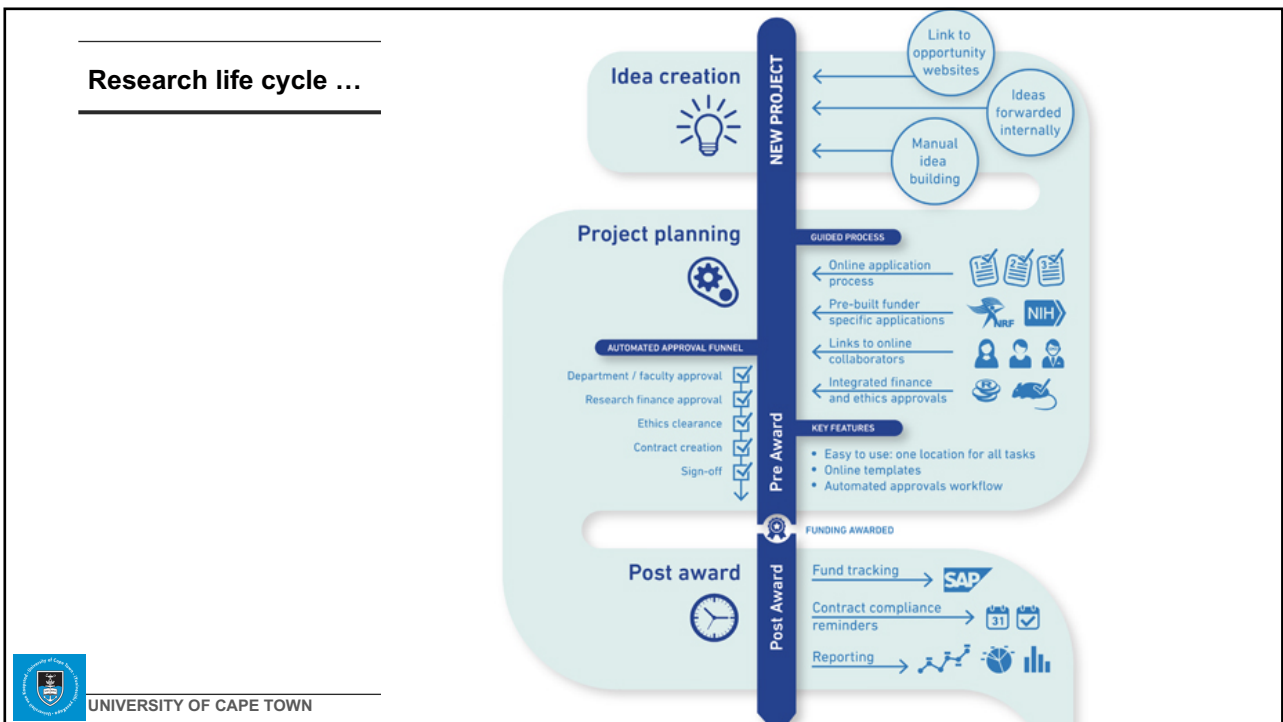 Research life cycle …
Idea creation
NEW PROJECT
Link to
opportunity
websites
Ideas
forwarded
internally
Manual
idea
building
Project planning
GUIDED PROCESS
Online application
process
1 2 3
Pre-built funder
specific applications
NRF NIH
Links to online
collaborators
Integrated finance
and ethics approvals
R
AUTOMATED APPROVAL FUNNEL
Department / faculty approval
Research finance approval
Ethics clearance
Contract creation
Sign-off
Pre Award
KEY FEATURES
• Easy to use: one location for all tasks
• Online templates
• Automated approvals workflow
FUNDING AWARDED
Post award
Post Award
Fund tracking
SAP
Contract compliance
reminders
31
Reporting
UNIVERSITY OF CAPE TOWN